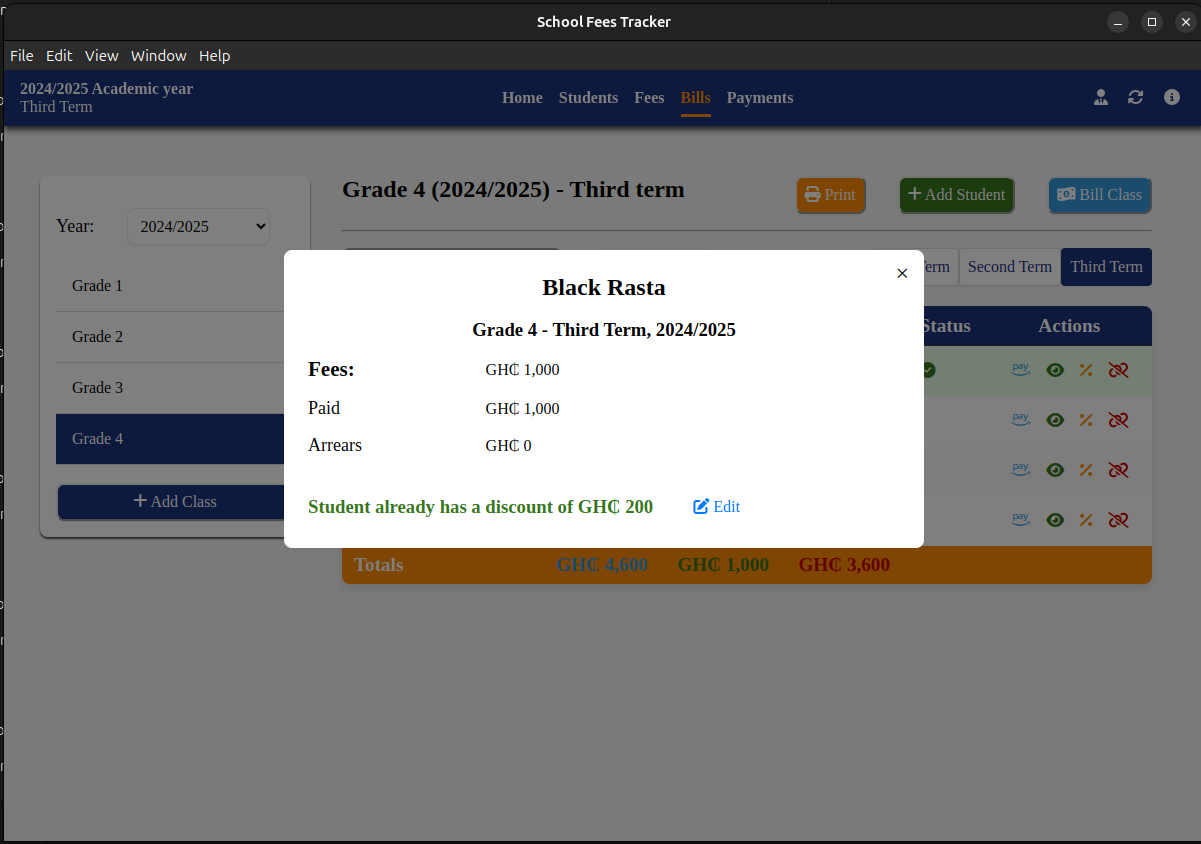 School Fees Tracker
File Edit View Window Help
2024/2025 Academic year
Third Term
Home Students Fees Bills Payments
Year: 2024/2025
Grade 1
Grade 2
Grade 3
Grade 4
Add Class
Grade 4 (2024/2025) - Third term
Print
Add Student
Bill Class
Second Term
Third Term
Status Actions
pay
pay
pay
pay
Black Rasta
Grade 4 - Third Term, 2024/2025
Fees: GH₵ 1,000
Paid GH₵ 1,000
Arrears GH₵ 0
Student already has a discount of GH₵ 200
Edit
Totals GH₵ 4,600 GH₵ 1,000 GH₵ 3,600